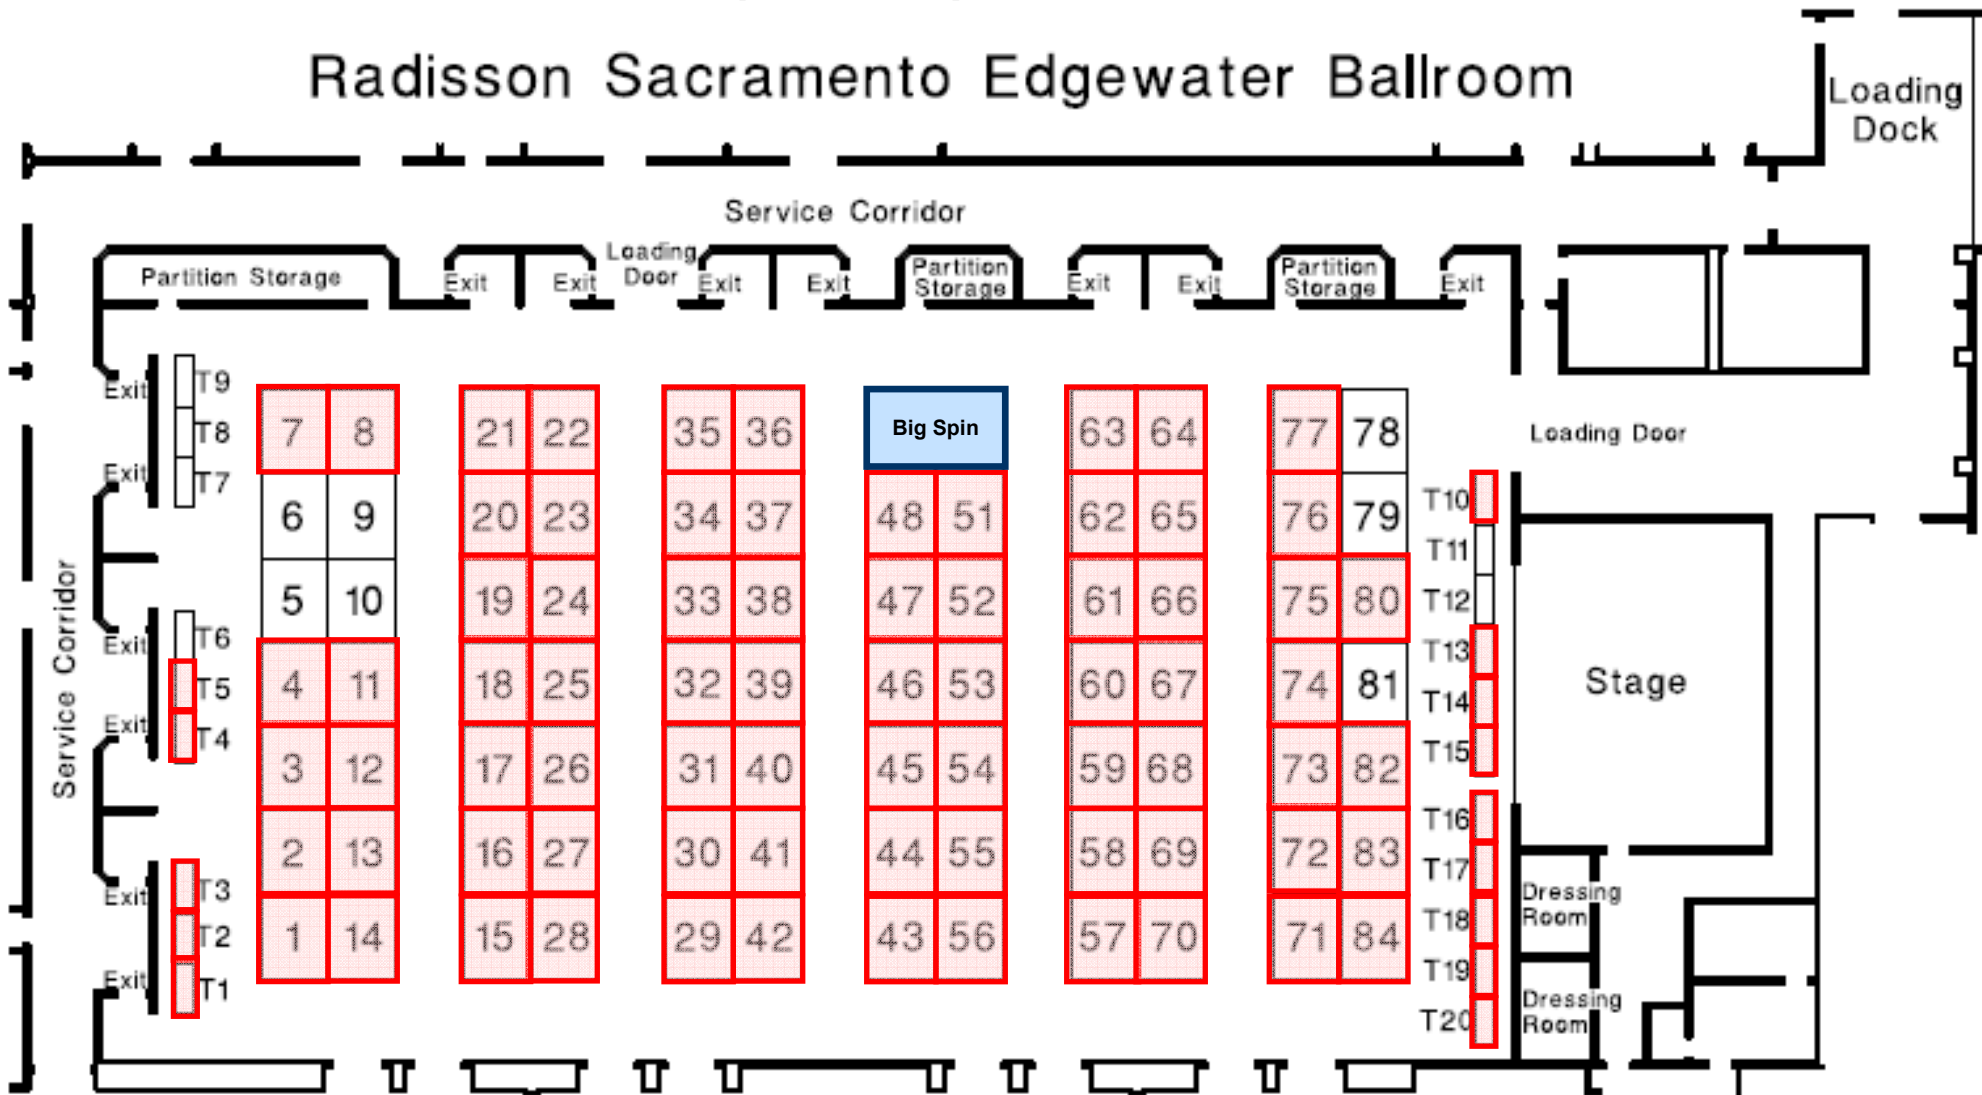 Radisson Sacramento Edgewater Ballroom
Loading
Dock
Service Corridor
Partition Storage
Exit
Exit
Loading
Door
Exit
Exit
Partition
Storage
Exit
Exit
Partition
Storage
Exit
Exit
T9
T8
Exit
T7
7 8 21 22 35 36 Big Spin 63 64 77 78
Loading Door
6 9 20 23 34 37 48 51 62 65 76 79
T10
T11
5 10 19 24 33 38 47 52 61 66 75 80
T12
Service Corridor
Exit
T6
T5
Exit
T4
4 11 18 25 32 39 46 53 60 67 74 81
T13
T14
T15
Stage
3 12 17 26 31 40 45 54 59 68 73 82
2 13 16 27 30 41 44 55 58 69 72 83
T16
T17
Exit
T3
T2
Exit
T1
1 14 15 28 29 42 43 56 57 70 71 84
T18
T19
T20
Dressing
Room
Dressing
Room